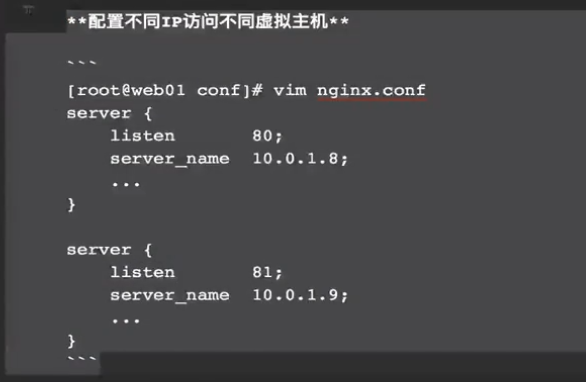 **配置不同IP访问不同虚拟主机**
```
[root@web01 conf]# vim nginx.conf
server {
    listen       80;
    server_name  10.0.1.8;
    ...
}
server {
    listen       81;
    server_name  10.0.1.9;
    ...
}
```